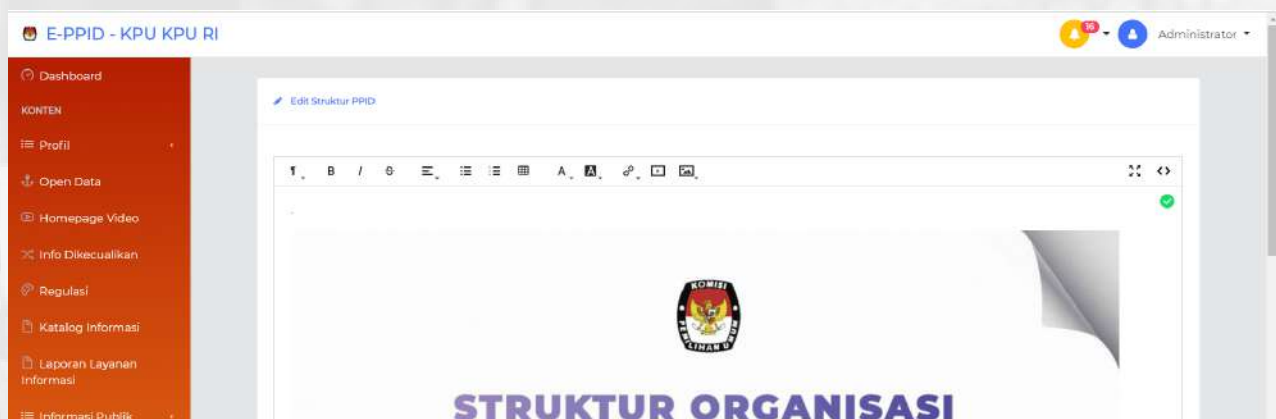 E-PPID - KPU KPU RI
16
Administrator
Dashboard
KONTEN
Profil
Open Data
Homepage Video
Info Dikecualikan
Regulasi
Katalog Informasi
Laporan Layanan
Informasi
Informasi Publik
Edit Struktur PPID
KOMISI
PEMILIHAN UMUM
STRUKTUR ORGANISASI